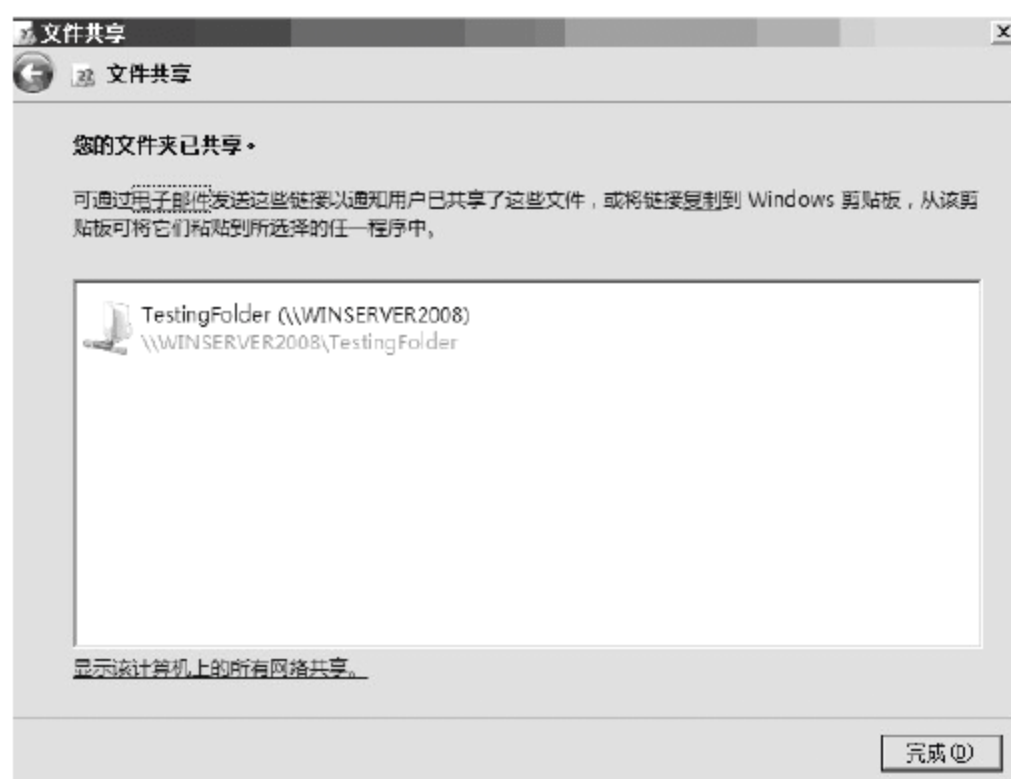 文件共享
文件共享
您的文件夹已共享。
可通过电子邮件发送这些链接以通知用户已共享了这些文件，或将链接复制到 Windows 剪贴板，从该剪
贴板可将它们粘贴到所选择的任一程序中。
TestingFolder (\\WINSERVER2008)
\\WINSERVER2008\TestingFolder
显示该计算机上的所有网络共享。
完成(D)